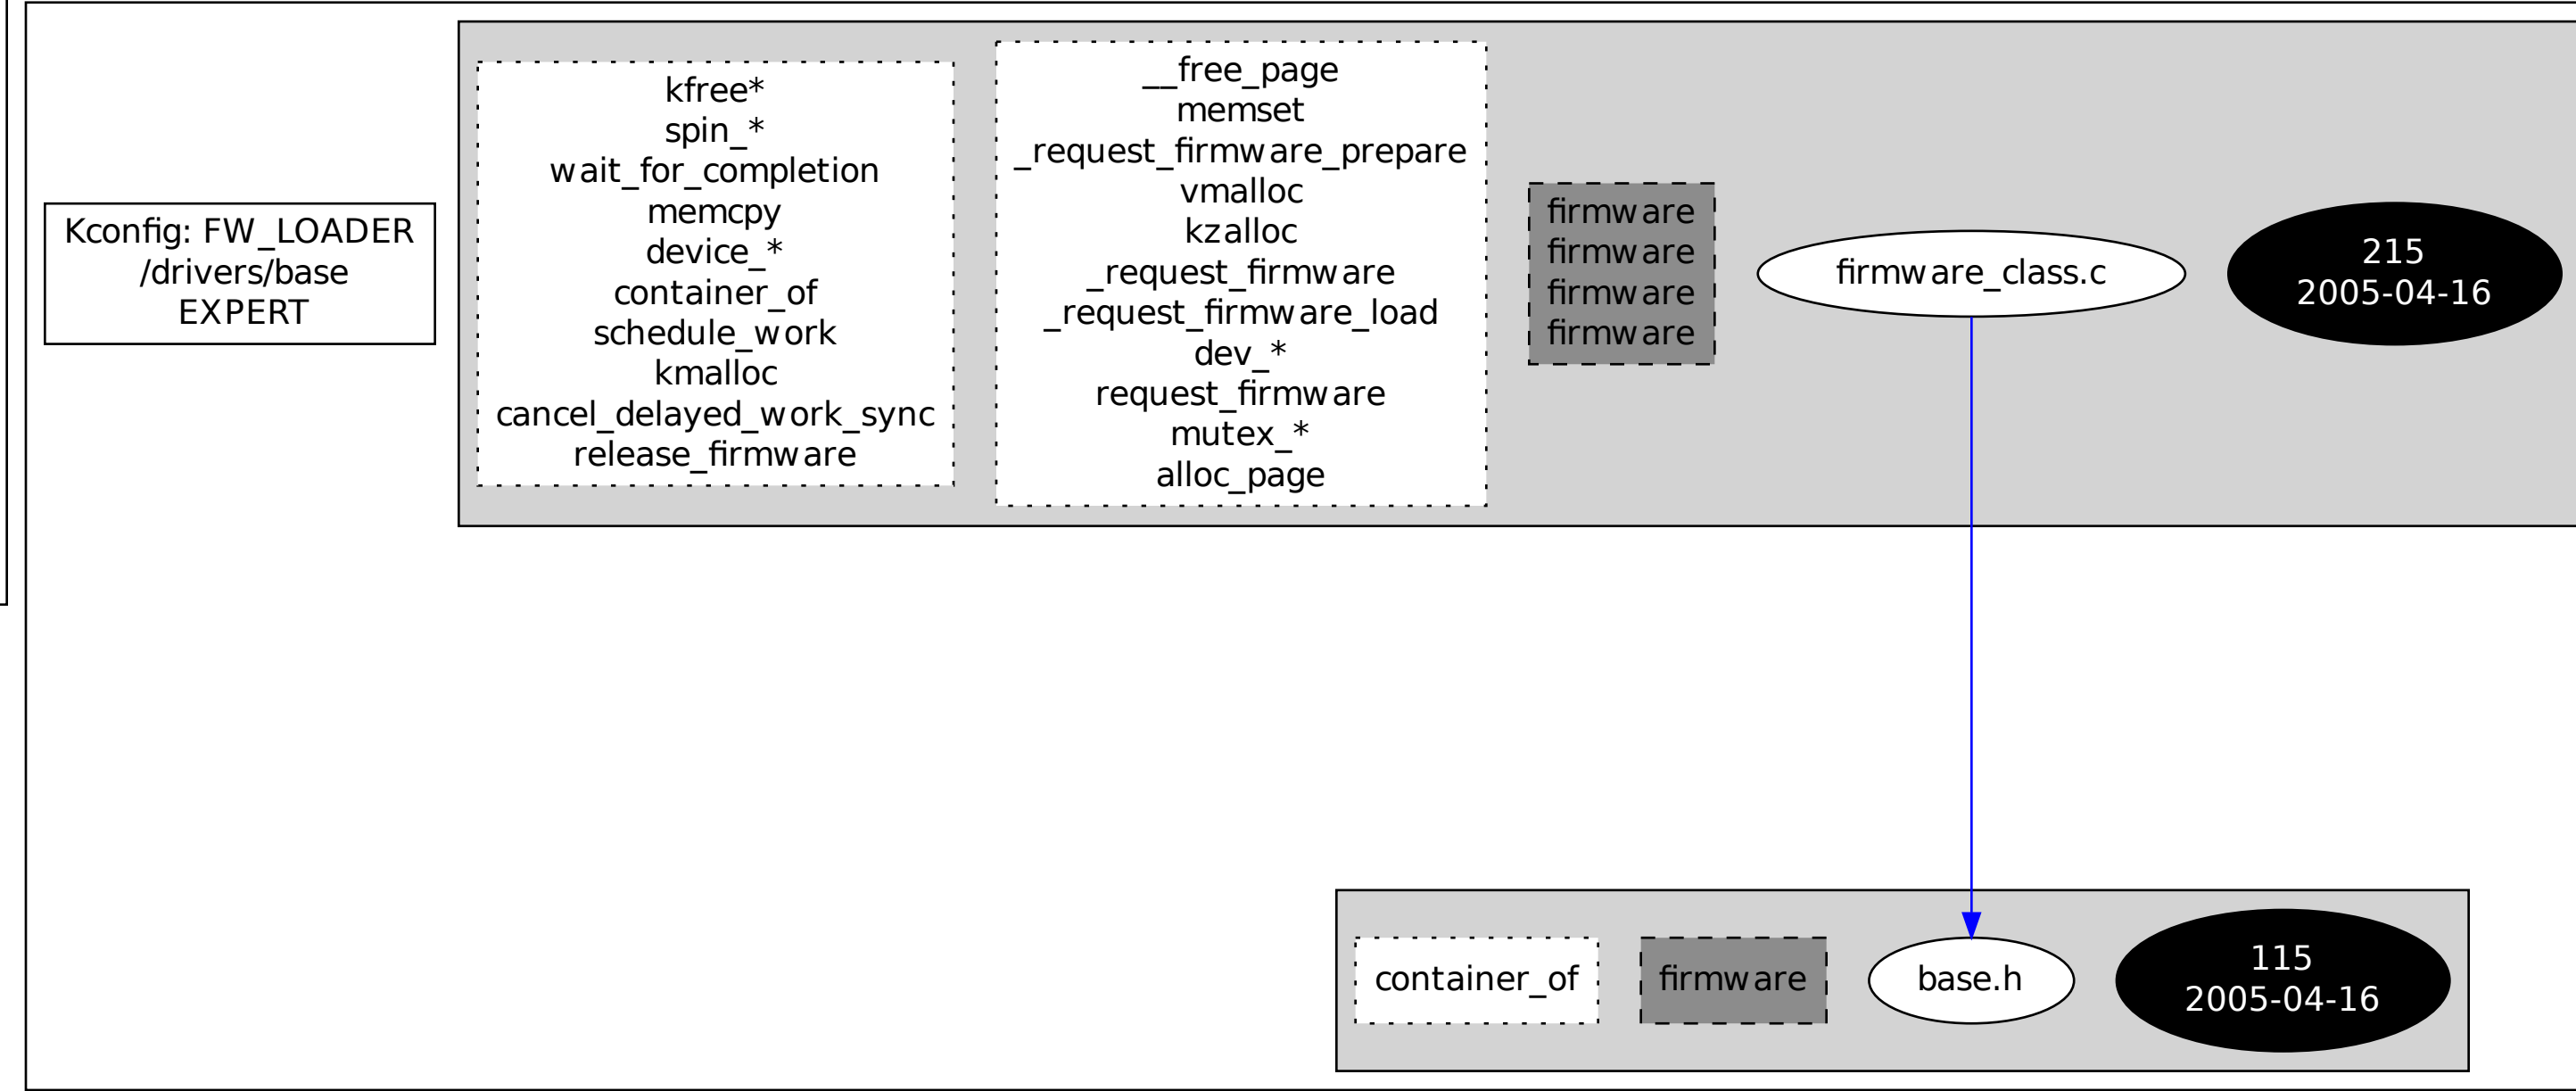 Kconfig: FW_LOADER
/drivers/base
EXPERT
kfree*
spin_*
wait_for_completion
memcpy
device_*
container_of
schedule_work
kmalloc
cancel_delayed_work_sync
release_firmware
__free_page
memset
_request_firmware_prepare
vmalloc
kzalloc
_request_firmware
_request_firmware_load
dev_*
request_firmware
mutex_*
alloc_page
firmware
firmware
firmware
firmware
firmware_class.c
215
2005-04-16
container_of
firmware
base.h
115
2005-04-16